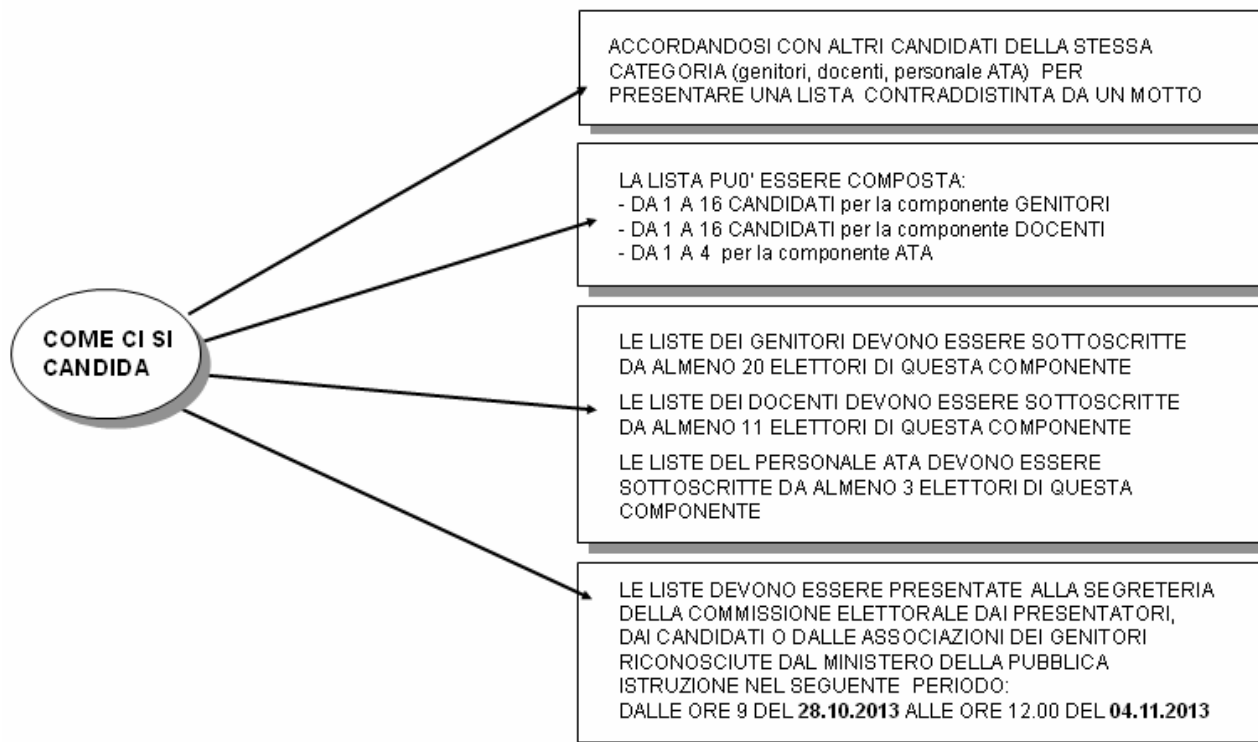 COME CI SI
CANDIDA
ACCORDANDOSI CON ALTRI CANDIDATI DELLA STESSA
CATEGORIA (genitori, docenti, personale ATA) PER
PRESENTARE UNA LISTA CONTRADDISTINTA DA UN MOTTO
LA LISTA PU0' ESSERE COMPOSTA:
- DA 1 A 16 CANDIDATI per la componente GENITORI
- DA 1 A 16 CANDIDATI per la componente DOCENTI
- DA 1 A 4 per la componente ATA
LE LISTE DEI GENITORI DEVONO ESSERE SOTTOSCRITTE
DA ALMENO 20 ELETTORI DI QUESTA COMPONENTE
LE LISTE DEI DOCENTI DEVONO ESSERE SOTTOSCRITTE
DA ALMENO 11 ELETTORI DI QUESTA COMPONENTE
LE LISTE DEL PERSONALE ATA DEVONO ESSERE
SOTTOSCRITTE DA ALMENO 3 ELETTORI DI QUESTA
COMPONENTE
LE LISTE DEVONO ESSERE PRESENTATE ALLA SEGRETERIA
DELLA COMMISSIONE ELETTORALE DAI PRESENTATORI,
DAI CANDIDATI O DALLE ASSOCIAZIONI DEI GENITORI
RICONOSCIUTE DAL MINISTERO DELLA PUBBLICA
ISTRUZIONE NEL SEGUENTE PERIODO:
DALLE ORE 9 DEL 28.10.2013 ALLE ORE 12.00 DEL 04.11.2013